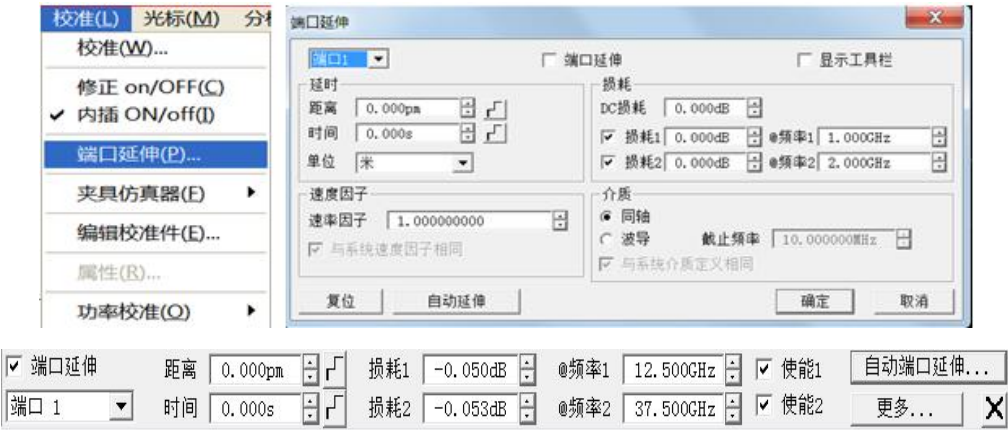 校准(L) 光标(M) 分析
校准(W)...
修正 on/OFF(C)
内插 ON/off(I)
端口延伸(P)...
夹具仿真器(F)
编辑校准件(E)...
属性(R)...
功率校准(O)
端口延伸
端口1 端口延伸 显示工具栏
延时
距离 0.000pm
时间 0.000s
单位 米
损耗
DC损耗 0.000dB
损耗1 0.000dB @频率1 1.000GHz
损耗2 0.000dB @频率2 2.000GHz
速度因子
速率因子 1.000000000
与系统速度因子相同
介质
同轴
波导 截止频率 10.000000MHz
与系统介质定义相同
复位 自动延伸 确定 取消
端口延伸 距离 0.000pm 损耗1 -0.050dB @频率1 12.500GHz 使能1 自动端口延伸...
端口 1 时间 0.000s 损耗2 -0.053dB @频率2 37.500GHz 使能2 更多... X